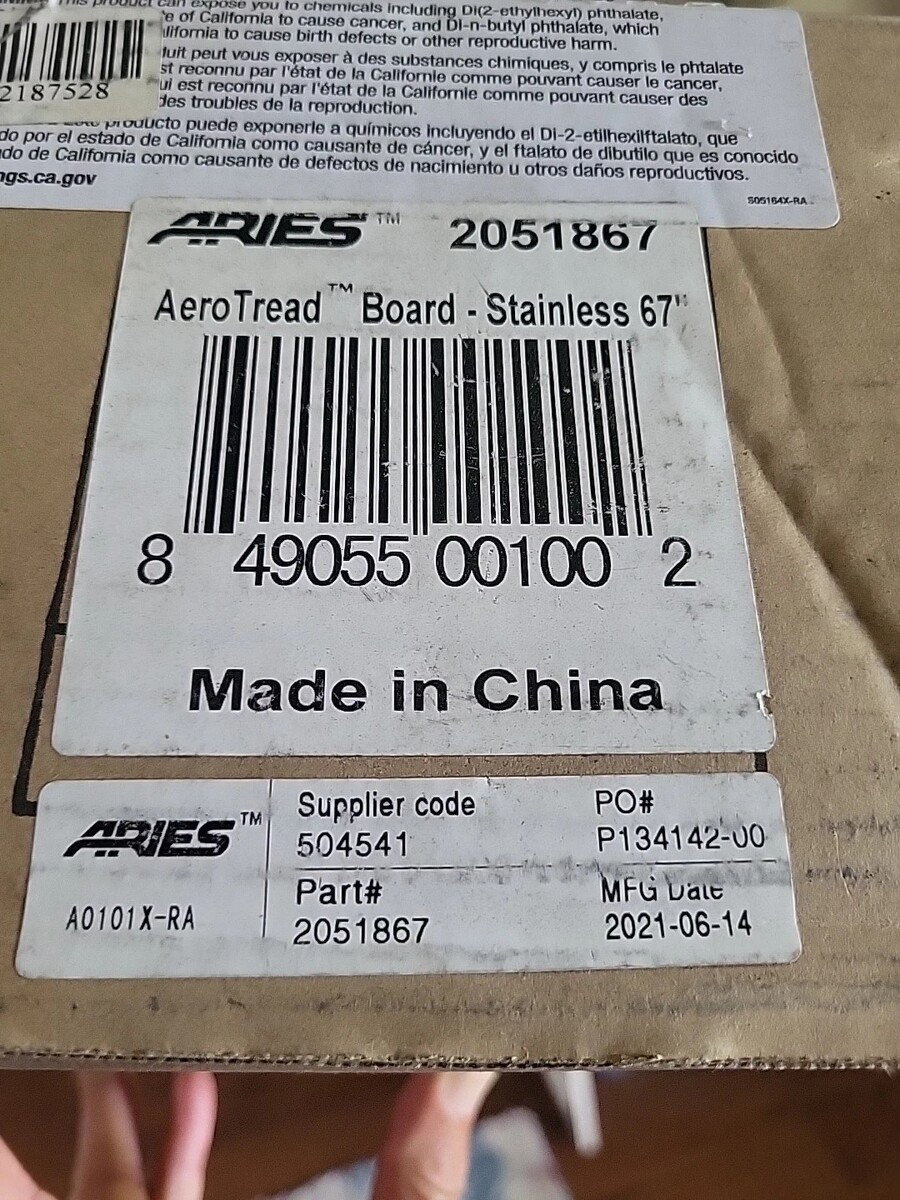 This product can expose you to chemicals including Di(2-ethylhexyl) phthalate,
of California to cause cancer, and Di-n-butyl phthalate, which
to cause birth defects or other reproductive harm.
peut vous exposer à des substances chimiques, y compris le phtalate
reconnu par l'état de la Californie comme pouvant causer le cancer,
est reconnu par l'état de la Californie comme pouvant causer des
des troubles de la reproduction.
2187528
producto puede exponerle a químicos incluyendo el Di-2-etilhexilftalato, que
por el estado de California como causante de cáncer, y el ftalato de dibutilo que es conocido
de California como causante de defectos de nacimiento u otros daños reproductivos.
ngs.ca.gov
S05164X-RA
ARIES™ 2051867
AeroTread™ Board - Stainless 67"
8 49055 00100 2
Made in China
ARIES™
A0101X-RA
Supplier code
504541
PO#
P134142-00
Part#
2051867
MFG Date
2021-06-14